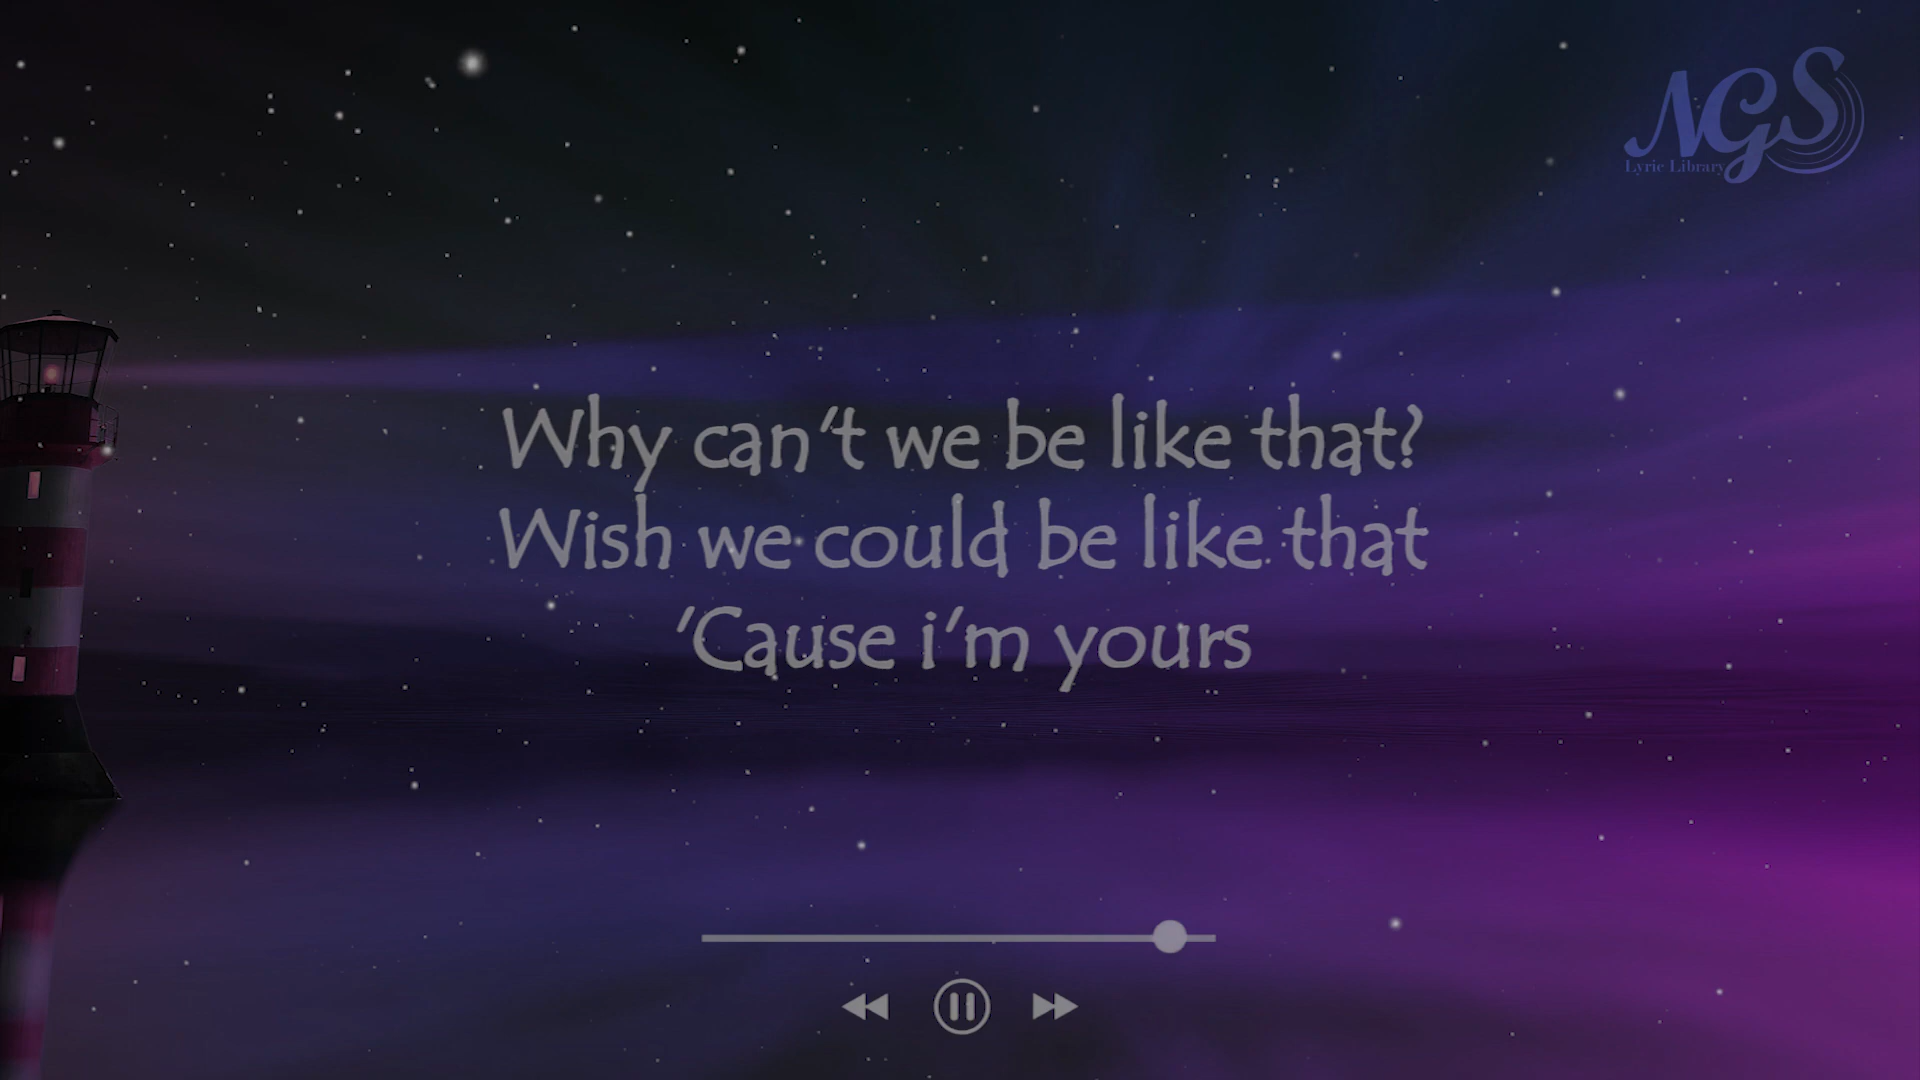 NGS
Lyric Library
Why can't we be like that?
Wish we could be like that
'Cause i'm yours